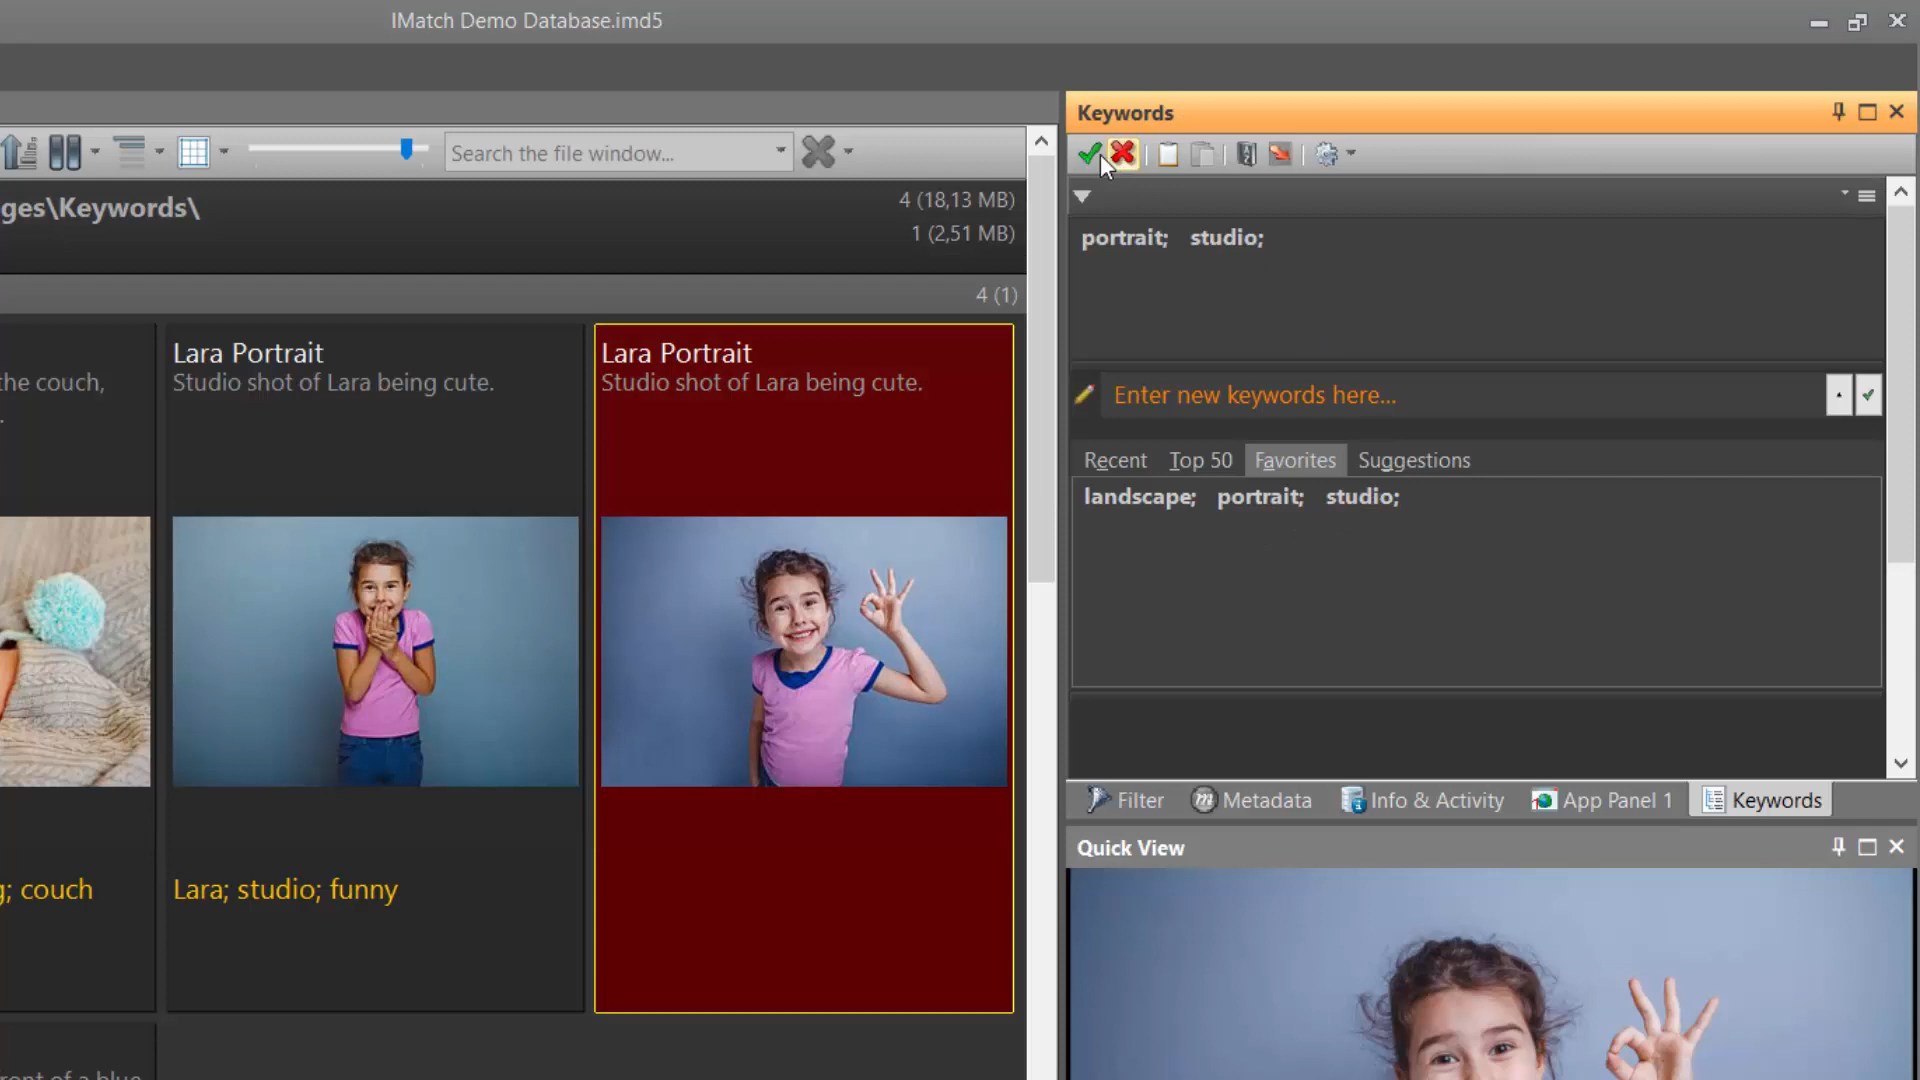 IMatch Demo Database.imd5
Search the file window...
ges\Keywords\
4 (18,13 MB)
1 (2,51 MB)
4 (1)
the couch,
.
Lara Portrait
Studio shot of Lara being cute.
Lara Portrait
Studio shot of Lara being cute.
g; couch
Lara; studio; funny
Keywords
portrait; studio;
Enter new keywords here...
Recent Top 50 Favorites Suggestions
landscape; portrait; studio;
Filter Metadata Info & Activity App Panel 1 Keywords
Quick View
ront of a blue